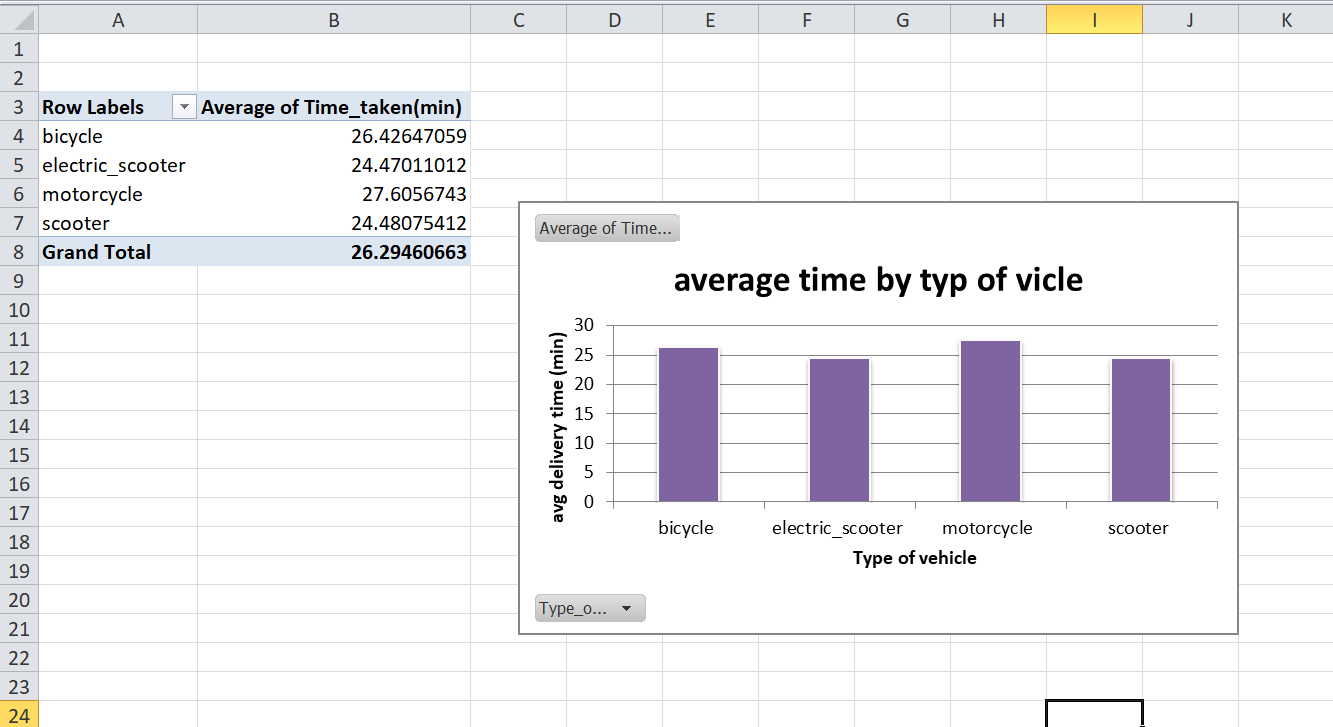 A B C D E F G H I J K
1
2
3 Row Labels Average of Time_taken(min)
4 bicycle 26.42647059
5 electric_scooter 24.47011012
6 motorcycle 27.6056743
7 scooter 24.48075412
8 Grand Total 26.29460663
9
10
11
12
13
14
15
16
17
18
19
20
21
22
23
24
Average of Time...
average time by typ of vicle
avg delivery time (min)
30
25
20
15
10
5
0
bicycle electric_scooter motorcycle scooter
Type of vehicle
Type_o...